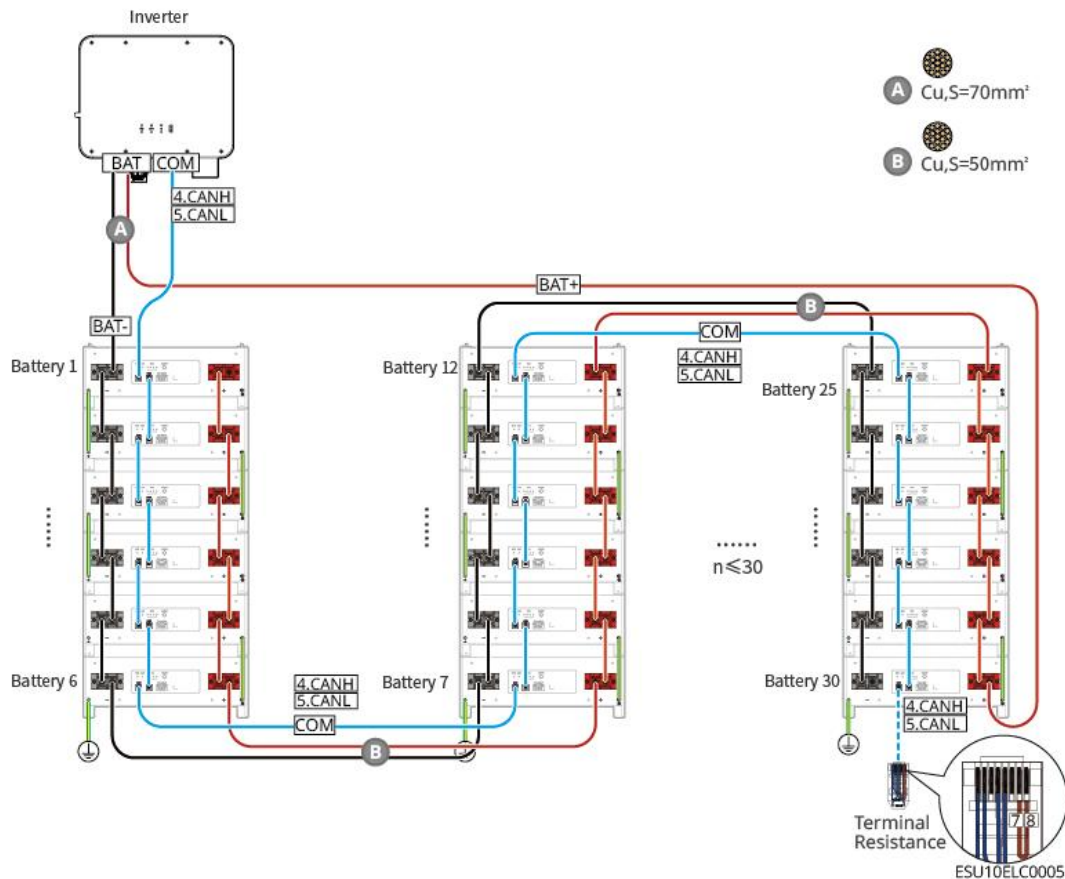 Inverter
A
Cu,S=70mm²
B
Cu,S=50mm²
BAT
COM
4.CANH
5.CANL
A
BAT+
BAT-
B
COM
4.CANH
5.CANL
Battery 1
Battery 12
Battery 25
......
......
......
......
n≤30
Battery 6
Battery 7
Battery 30
4.CANH
5.CANL
COM
B
4.CANH
5.CANL
7 8
Terminal
Resistance
ESU10ELC0005